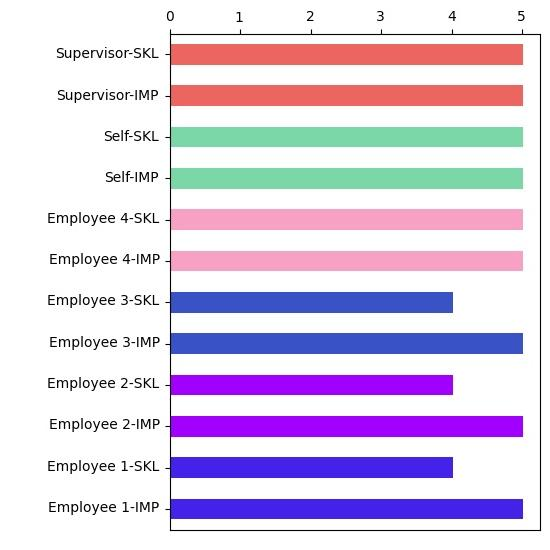 0 1 2 3 4 5
Supervisor-SKL
Supervisor-IMP
Self-SKL
Self-IMP
Employee 4-SKL
Employee 4-IMP
Employee 3-SKL
Employee 3-IMP
Employee 2-SKL
Employee 2-IMP
Employee 1-SKL
Employee 1-IMP